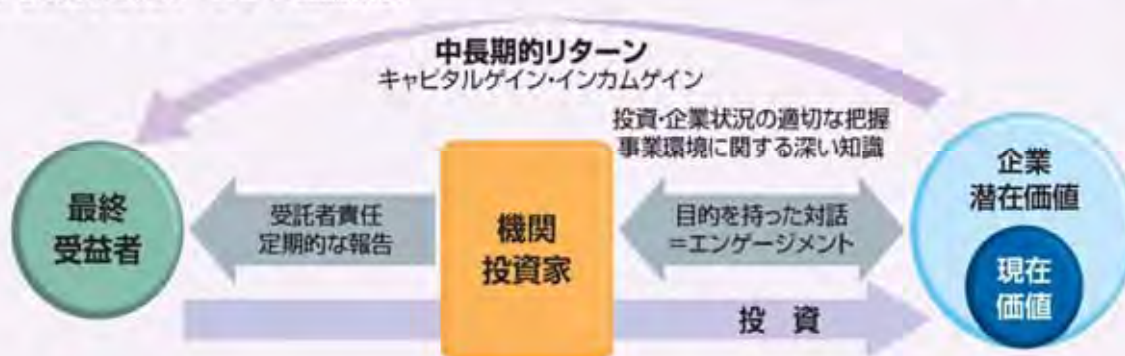 中長期的リターン
キャピタルゲイン・インカムゲイン
投資・企業状況の適切な把握
事業環境に関する深い知識
最終
受益者
受託者責任
定期的な報告
機関
投資家
目的を持った対話
=エンゲージメント
企業
潜在価値
現在
価値
投 資